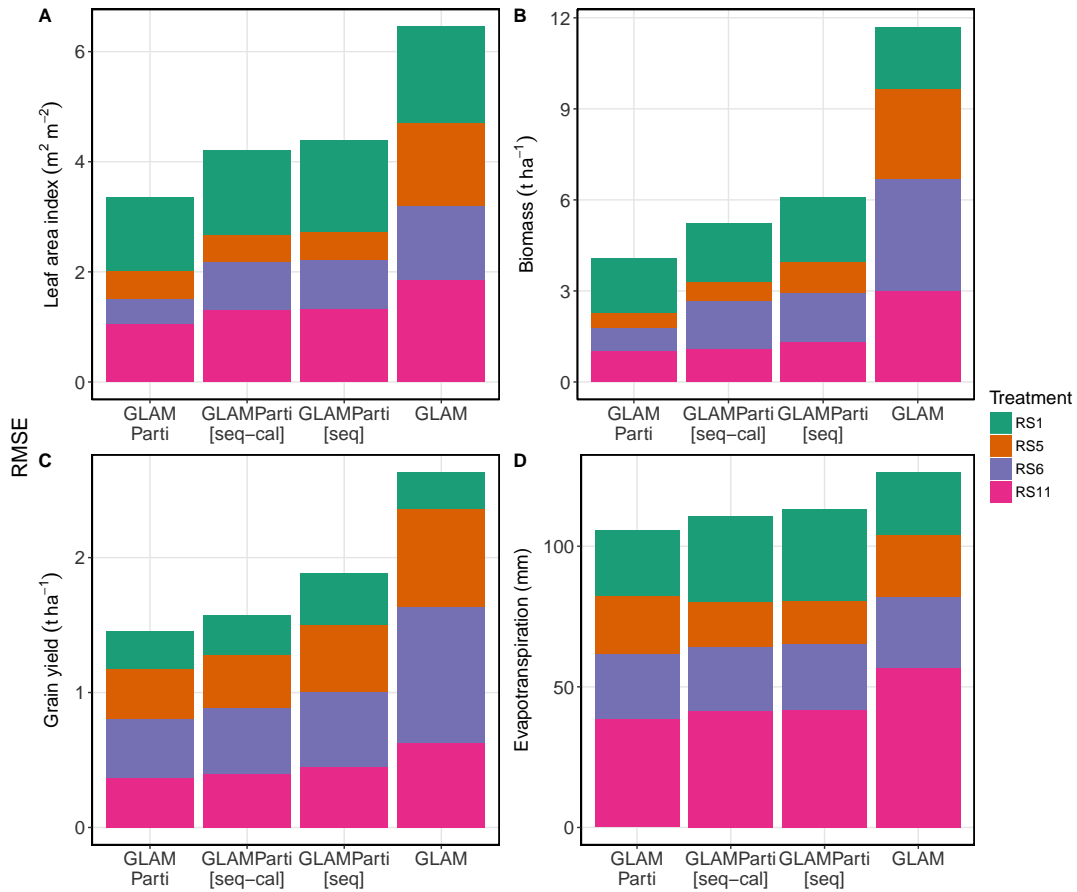 RMSE
A
Leaf area index (m² m⁻²)
6
4
2
0
GLAM
Parti
GLAMParti
[seq−cal]
GLAMParti
[seq]
GLAM
B
Biomass (t ha⁻¹)
12
9
6
3
0
GLAM
Parti
GLAMParti
[seq−cal]
GLAMParti
[seq]
GLAM
C
Grain yield (t ha⁻¹)
2
1
0
GLAM
Parti
GLAMParti
[seq−cal]
GLAMParti
[seq]
GLAM
D
Evapotranspiration (mm)
100
50
0
GLAM
Parti
GLAMParti
[seq−cal]
GLAMParti
[seq]
GLAM
Treatment
RS1
RS5
RS6
RS11